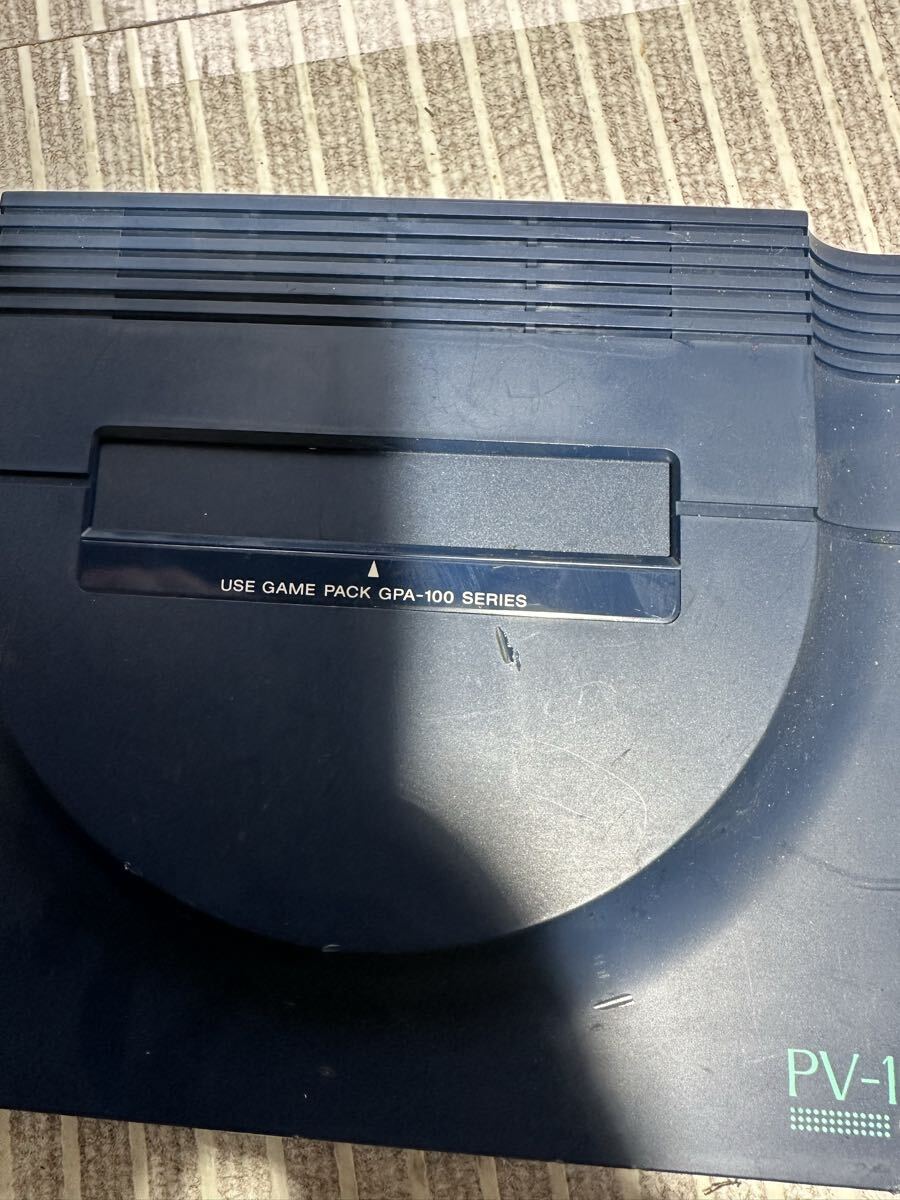 USE GAME PACK GPA-100 SERIES
PV-1